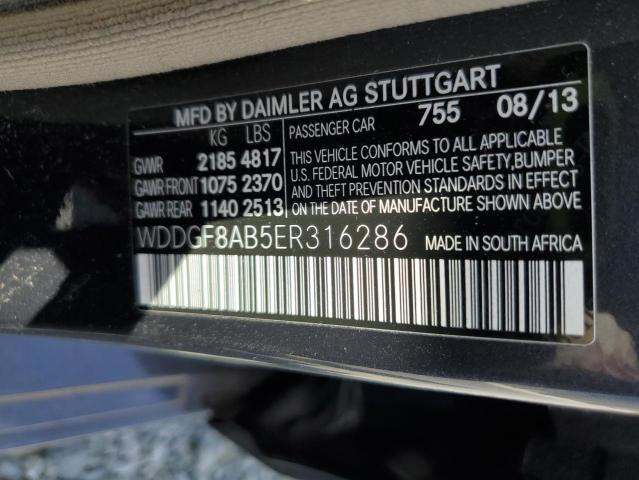 MFD BY DAIMLER AG STUTTGART
KG LBS
GVWR 2185 4817
GAWR FRONT 1075 2370
GAWR REAR 1140 2513
PASSENGER CAR 755 08/13
THIS VEHICLE CONFORMS TO ALL APPLICABLE
U.S. FEDERAL MOTOR VEHICLE SAFETY,BUMPER
AND THEFT PREVENTION STANDARDS IN EFFECT
ON THE DATE OF MANUFACTURE SHOWN ABOVE
WDDGF8AB5ER316286 MADE IN SOUTH AFRICA